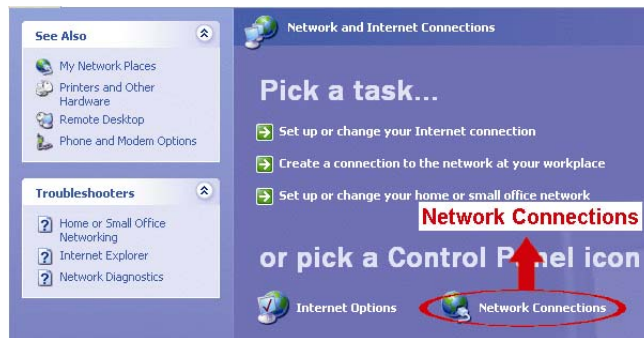 See Also
My Network Places
Printers and Other
Hardware
Remote Desktop
Phone and Modem Options
Troubleshooters
Home or Small Office
Networking
Internet Explorer
Network Diagnostics
Network and Internet Connections
Pick a task...
Set up or change your Internet connection
Create a connection to the network at your workplace
Set up or change your home or small office network
Network Connections
or pick a Control Panel icon
Internet Options
Network Connections